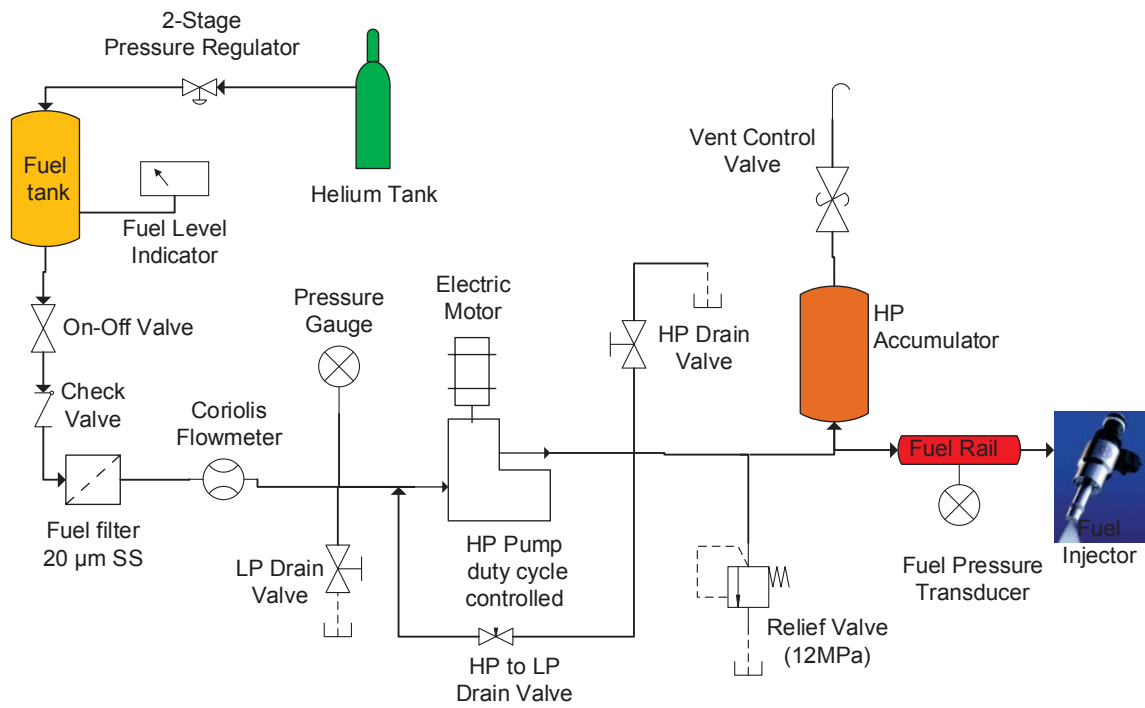 2-Stage
Pressure Regulator
Fuel
tank
Helium Tank
Fuel Level
Indicator
Vent Control
Valve
On-Off Valve
Pressure
Gauge
Electric
Motor
HP Drain
Valve
HP
Accumulator
Check
Valve
Coriolis
Flowmeter
Fuel Rail
Fuel filter
20 µm SS
LP Drain
Valve
HP Pump
duty cycle
controlled
Fuel
Injector
Fuel Pressure
Transducer
Relief Valve
(12MPa)
HP to LP
Drain Valve